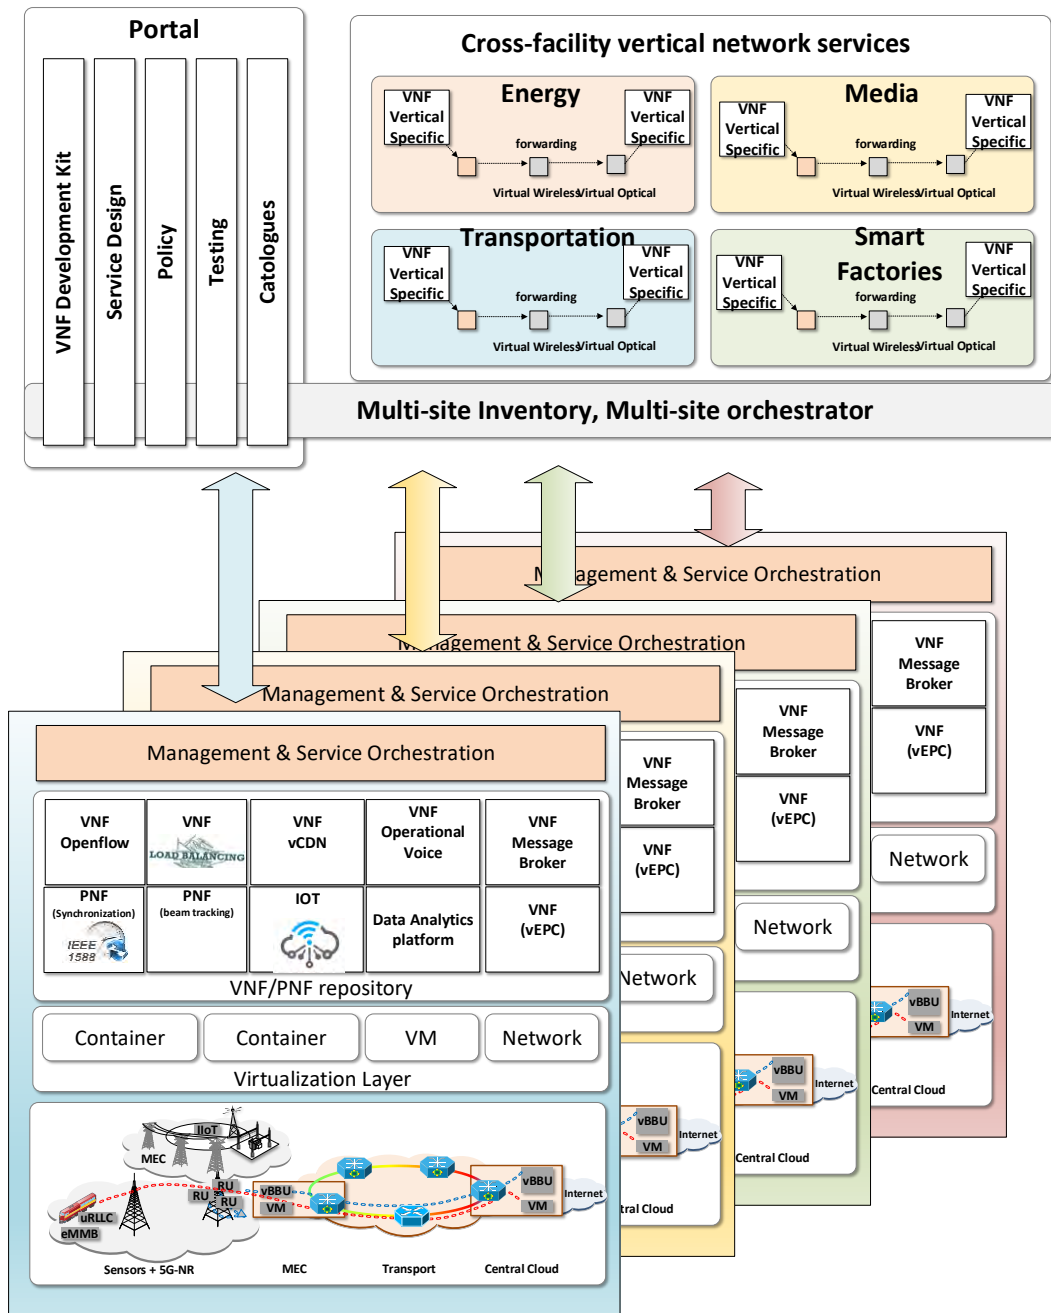 Portal
VNF Development Kit
Service Design
Policy
Testing
Catologues
Cross-facility vertical network services
Energy
VNF
Vertical
Specific
forwarding
VNF
Vertical
Specific
Virtual Wireless
Virtual Optical
Media
VNF
Vertical
Specific
forwarding
VNF
Vertical
Specific
Virtual Wireless
Virtual Optical
Transportation
VNF
Vertical
Specific
forwarding
VNF
Vertical
Specific
Virtual Wireless
Virtual Optical
Smart
Factories
VNF
Vertical
Specific
forwarding
VNF
Vertical
Specific
Virtual Wireless
Virtual Optical
Multi-site Inventory, Multi-site orchestrator
Management & Service Orchestration
VNF
Message
Broker
VNF
(vEPC)
Network
vBBU
VM
Internet
Central Cloud
Management & Service Orchestration
VNF
Message
Broker
VNF
(vEPC)
Network
vBBU
VM
Internet
Central Cloud
Management & Service Orchestration
VNF
Message
Broker
VNF
(vEPC)
Network
vBBU
VM
Internet
Central Cloud
Management & Service Orchestration
VNF
Openflow
VNF
LOAD BALANCING
VNF
vCDN
VNF
Operational
Voice
VNF
Message
Broker
PNF
(Synchronization)
IEEE
1588
PNF
(beam tracking)
IOT
Data Analytics
platform
VNF
(vEPC)
VNF/PNF repository
Container
Container
VM
Network
Virtualization Layer
IIoT
MEC
RU
RU
RU
uRLLC
eMMB
vBBU
VM
vBBU
VM
Internet
Sensors + 5G-NR
MEC
Transport
Central Cloud